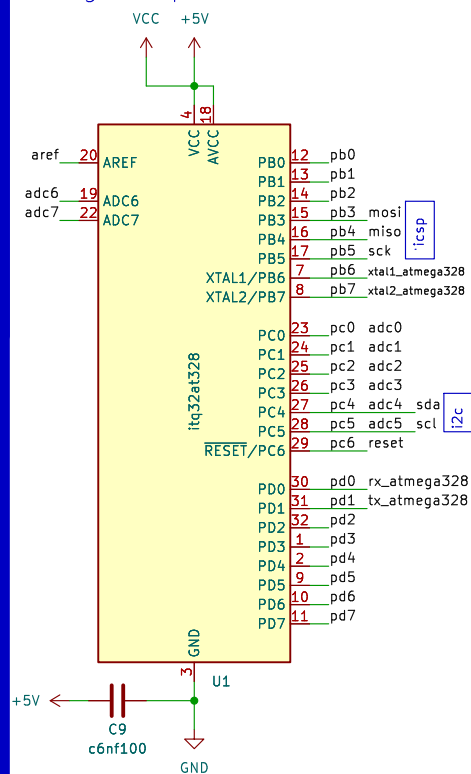 VCC +5V
4 18
VCC AVCC
aref 20 AREF PB0 12 pb0
PB1 13 pb1
adc6 19 ADC6 PB2 14 pb2
adc7 22 ADC7 PB3 15 pb3 mosi
PB4 16 pb4 miso
icsp
PB5 17 pb5 sck
XTAL1/PB6 7 pb6 xtal1_atmega328
XTAL2/PB7 8 pb7 xtal2_atmega328
PC0 23 pc0 adc0
PC1 24 pc1 adc1
PC2 25 pc2 adc2
PC3 26 pc3 adc3
itq32at328
PC4 27 pc4 adc4 sda
PC5 28 pc5 adc5 scl
i2c
RESET/PC6 29 pc6 reset
PD0 30 pd0 rx_atmega328
PD1 31 pd1 tx_atmega328
PD2 32 pd2
PD3 1 pd3
PD4 2 pd4
PD5 9 pd5
PD6 10 pd6
PD7 11 pd7
GND
3
U1
+5V
C9
c6nf100
GND